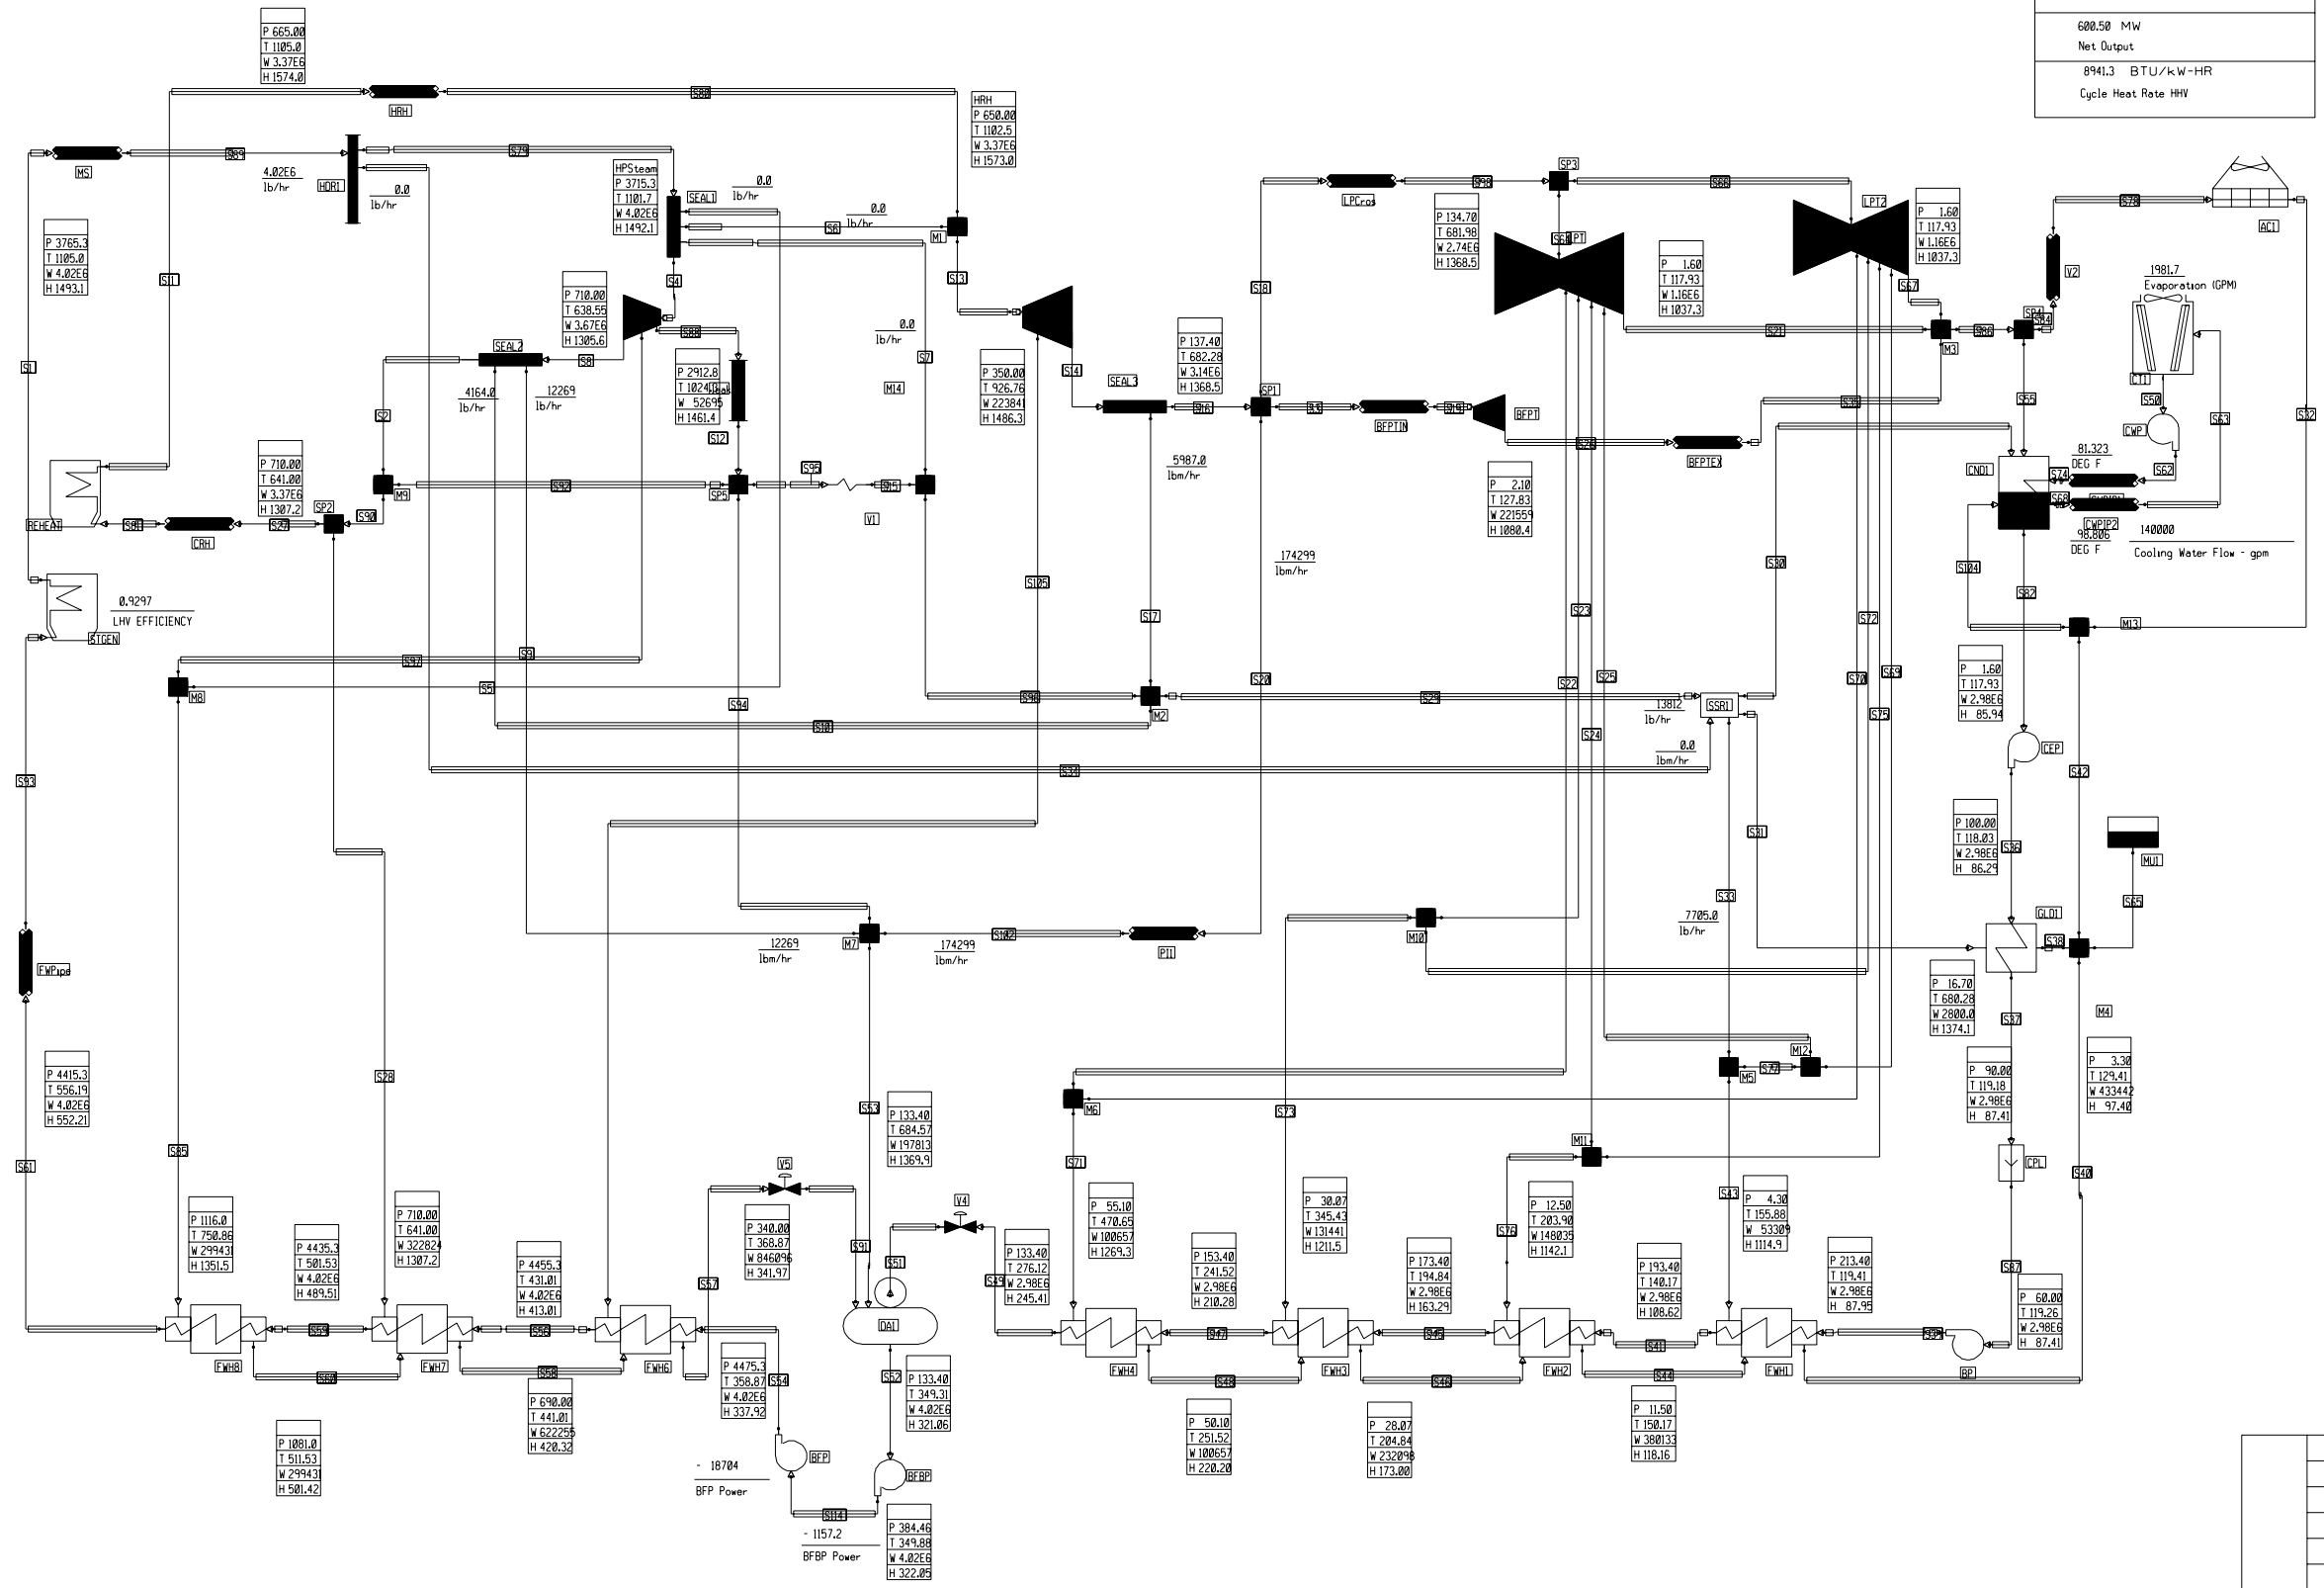 600.50 MW
Net Output
8941.3 BTU/kW-HR
Cycle Heat Rate HHV
P 665.00
T 1105.0
W 3.37E6
H 1574.0
HRH
S80
HRH
P 650.00
T 1102.5
W 3.37E6
H 1573.0
MS
S89
4.02E6
lb/hr
HDR1
0.0
lb/hr
S79
HPSteam
P 3715.3
T 1101.7
W 4.02E6
H 1492.1
SEAL1
0.0
lb/hr
0.0
lb/hr
S6
M1
P 3765.3
T 1105.0
W 4.02E6
H 1493.1
S11
S4
S13
P 710.00
T 638.55
W 3.67E6
H 1305.6
S88
SEAL2
S8
4164.0
lb/hr
12269
lb/hr
P 2912.8
W 52695
H 1461.4
S12
0.0
lb/hr
S7
M14
P 350.00
T 926.76
W 223841
H 1486.3
S14
SEAL3
S16
P 137.40
T 682.28
W 3.14E6
H 1368.5
SP1
S18
LPCros
S98
P 134.70
T 681.98
W 2.74E6
H 1368.5
SP3
S66
LPT2
P 1.60
T 117.93
W 1.16E6
H 1037.3
P 1.60
T 117.93
W 1.16E6
H 1037.3
S67
S21
M3
S86
S84
V2
S78
AC1
1981.7
Evaporation (GPM)
CT1
S50
CWP
S63
S32
S62
81.323
DEG F
S74
CND1
S68
CWPIP2
98.806
DEG F
140000
Cooling Water Flow - gpm
S55
S104
S82
M13
BFPTIN
S19
BFPT
S26
BFPTEX
P 2.10
T 127.83
W 221559
H 1080.4
5987.0
lbm/hr
174299
lbm/hr
S1
S2
P 710.00
T 641.00
W 3.37E6
H 1307.2
SP2
M9
S90
S92
SP5
S95
S15
V1
REHEAT
S81
CRH
S27
0.9297
LHV EFFICIENCY
STGEN
S97
M8
S5
S9
S94
S10
S96
M2
S17
S105
S20
S29
13812
lb/hr
SSR1
0.0
lbm/hr
S34
S30
S31
S22
S23
S24
S25
S70
S72
S75
S69
P 1.60
T 117.93
W 2.98E6
H 85.94
CEP
S42
P 100.00
T 118.03
W 2.98E6
H 86.29
S36
MU1
S65
S93
FWPipe
12269
lbm/hr
M7
174299
lbm/hr
S102
PI1
M10
S33
7705.0
lb/hr
GLD1
S38
M4
P 16.70
T 680.28
W 2800.0
H 1374.1
S37
P 90.00
T 119.18
W 2.98E6
H 87.41
P 3.30
T 129.41
W 433442
H 97.40
CPL
S40
M12
S77
M5
M6
M11
P 4415.3
T 556.19
W 4.02E6
H 552.21
S61
S85
S28
S53
P 133.40
T 684.57
W 197813
H 1369.9
S73
S71
S76
S43
S87
P 1116.0
T 750.86
W 299431
H 1351.5
P 4435.3
T 501.53
W 4.02E6
H 489.51
P 710.00
T 641.00
W 322824
H 1307.2
P 4455.3
T 431.01
W 4.02E6
H 413.01
S57
V5
P 340.00
T 368.87
W 846096
H 341.97
S91
S51
V4
S49
P 133.40
T 276.12
W 2.98E6
H 245.41
P 55.10
T 470.65
W 100657
H 1269.3
P 153.40
T 241.52
W 2.98E6
H 210.28
P 30.07
T 345.43
W 131441
H 1211.5
P 173.40
T 194.84
W 2.98E6
H 163.29
P 12.50
T 203.90
W 148035
H 1142.1
P 193.40
T 140.17
W 2.98E6
H 108.62
P 4.30
T 155.88
W 53309
H 1114.9
P 213.40
T 119.41
W 2.98E6
H 87.95
P 60.00
T 119.26
W 2.98E6
H 87.41
FWH8
S59
FWH7
S56
FWH6
S60
S58
DA1
S52
S54
FWH4
S47
FWH3
S45
FWH2
S41
FWH1
BP
S48
S46
S44
P 1081.0
T 511.53
W 299431
H 501.42
P 690.00
T 441.01
W 622255
H 420.32
P 4475.3
T 358.87
W 4.02E6
H 337.92
P 133.40
T 349.31
W 4.02E6
H 321.06
P 50.10
T 251.52
W 100657
H 220.20
P 28.07
T 204.84
W 232098
H 173.00
P 11.50
T 150.17
W 380133
H 118.16
- 18704
BFP Power
BFP
BFBP
S114
- 1157.2
BFBP Power
P 384.46
T 349.88
W 4.02E6
H 322.05